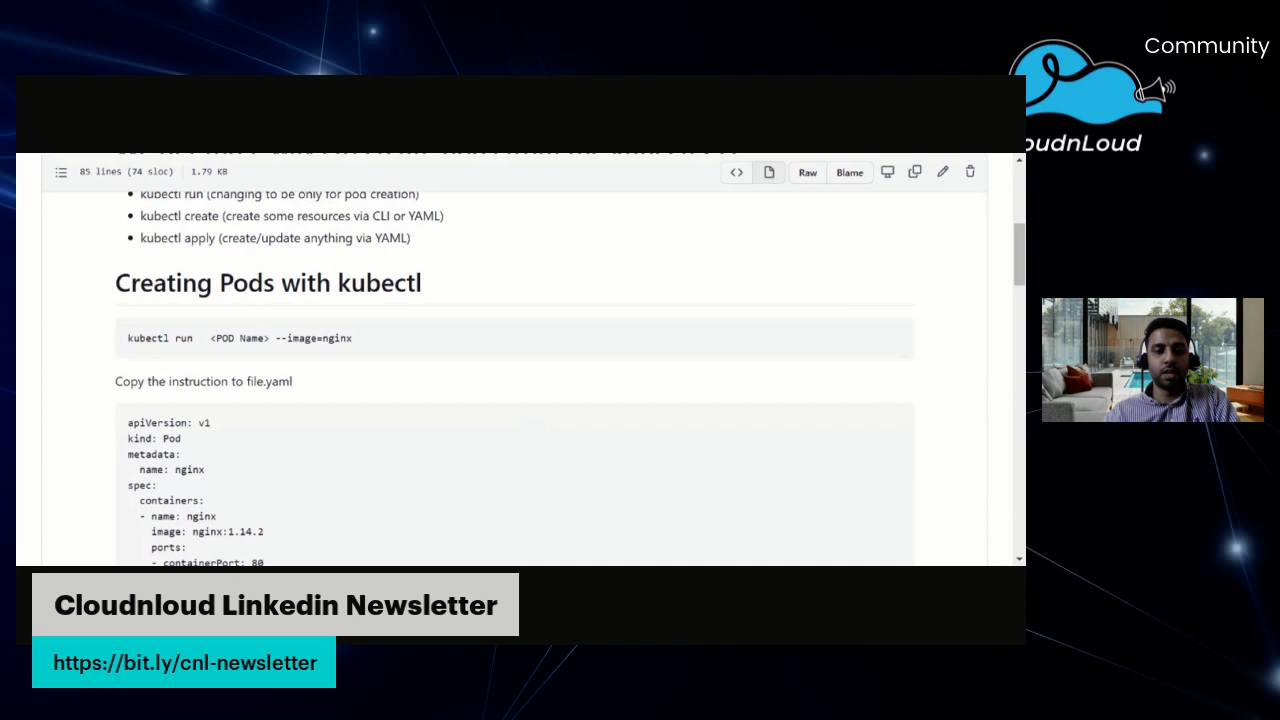 Community
oudnLoud
85 lines (74 sloc) 1.79 KB
Raw
Blame
kubectl run (changing to be only for pod creation)
kubectl create (create some resources via CLI or YAML)
kubectl apply (create/update anything via YAML)
Creating Pods with kubectl
kubectl run <POD Name> --image=nginx
Copy the instruction to file.yaml
apiVersion: v1
kind: Pod
metadata:
name: nginx
spec:
containers:
- name: nginx
image: nginx:1.14.2
ports:
- containerPort: 80
Cloudnloud Linkedin Newsletter
https://bit.ly/cnl-newsletter